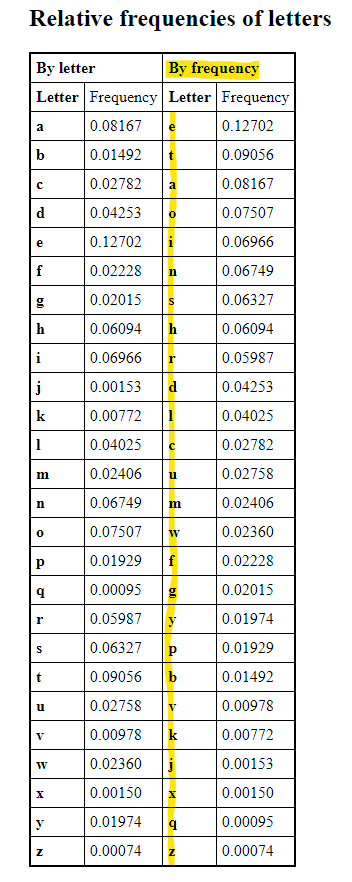 Relative frequencies of letters
By letter By frequency
Letter Frequency Letter Frequency
a 0.08167 e 0.12702
b 0.01492 t 0.09056
c 0.02782 a 0.08167
d 0.04253 o 0.07507
e 0.12702 i 0.06966
f 0.02228 n 0.06749
g 0.02015 s 0.06327
h 0.06094 h 0.06094
i 0.06966 r 0.05987
j 0.00153 d 0.04253
k 0.00772 l 0.04025
l 0.04025 c 0.02782
m 0.02406 u 0.02758
n 0.06749 m 0.02406
o 0.07507 w 0.02360
p 0.01929 f 0.02228
q 0.00095 g 0.02015
r 0.05987 y 0.01974
s 0.06327 p 0.01929
t 0.09056 b 0.01492
u 0.02758 v 0.00978
v 0.00978 k 0.00772
w 0.02360 j 0.00153
x 0.00150 x 0.00150
y 0.01974 q 0.00095
z 0.00074 z 0.00074